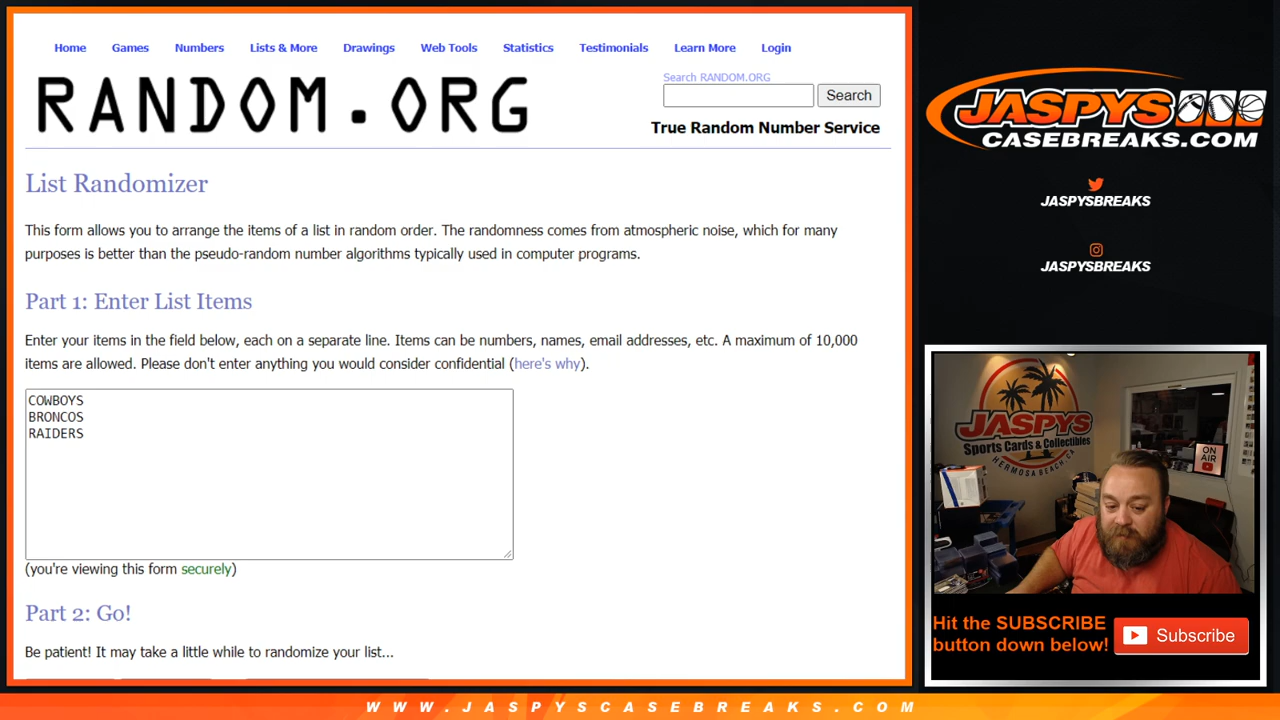 Home Games Numbers Lists & More Drawings Web Tools Statistics Testimonials Learn More Login
RANDOM.ORG
Search RANDOM.ORG
Search
True Random Number Service
List Randomizer
This form allows you to arrange the items of a list in random order. The randomness comes from atmospheric noise, which for many
purposes is better than the pseudo-random number algorithms typically used in computer programs.
Part 1: Enter List Items
Enter your items in the field below, each on a separate line. Items can be numbers, names, email addresses, etc. A maximum of 10,000
items are allowed. Please don't enter anything you would consider confidential (here's why).
COWBOYS
BRONCOS
RAIDERS
(you're viewing this form securely)
Part 2: Go!
Be patient! It may take a little while to randomize your list...
JASPYS
CASEBREAKS.COM
JASPYSBREAKS
JASPYSBREAKS
JASPYS
Sports Cards & Collectibles
HERMOSA BEACH, CA
ON
AIR
Hit the SUBSCRIBE
button down below!
Subscribe
WWW.JASPYSCASEBREAKS.COM